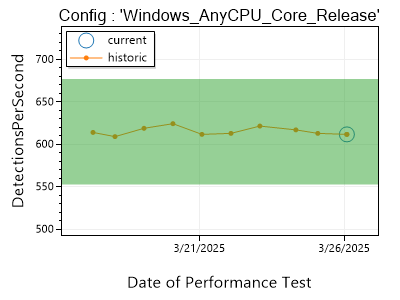 Config : 'Windows_AnyCPU_Core_Release'
current
historic
DetectionsPerSecond
700
650
600
550
500
3/21/2025
3/26/2025
Date of Performance Test